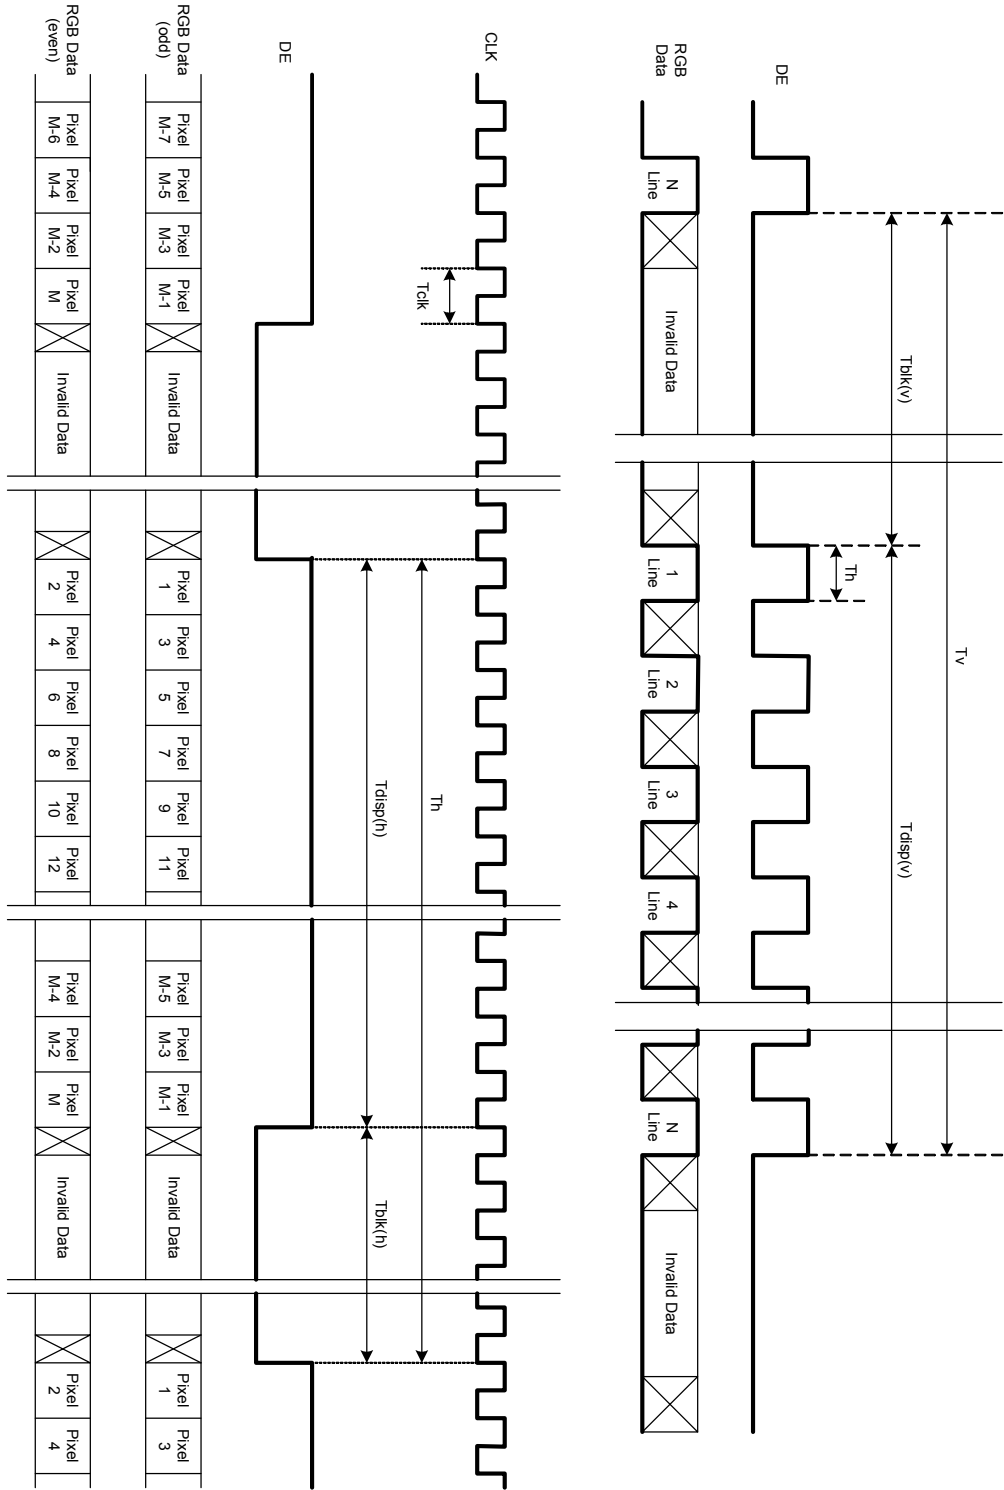 Tv
Tblk(v)
Tdisp(v)
Th
DE
RGB
Data
N
Line
Invalid Data
1
Line
2
Line
3
Line
4
Line
N
Line
Invalid Data
CLK
Tclk
Th
Tdisp(h)
Tblk(h)
DE
RGB Data
(odd)
Pixel
M-7
Pixel
M-5
Pixel
M-3
Pixel
M-1
Invalid Data
Pixel
1
Pixel
3
Pixel
5
Pixel
7
Pixel
9
Pixel
11
Pixel
M-5
Pixel
M-3
Pixel
M-1
Invalid Data
Pixel
1
Pixel
3
RGB Data
(even)
Pixel
M-6
Pixel
M-4
Pixel
M-2
Pixel
M
Invalid Data
Pixel
2
Pixel
4
Pixel
6
Pixel
8
Pixel
10
Pixel
12
Pixel
M-4
Pixel
M-2
Pixel
M
Invalid Data
Pixel
2
Pixel
4